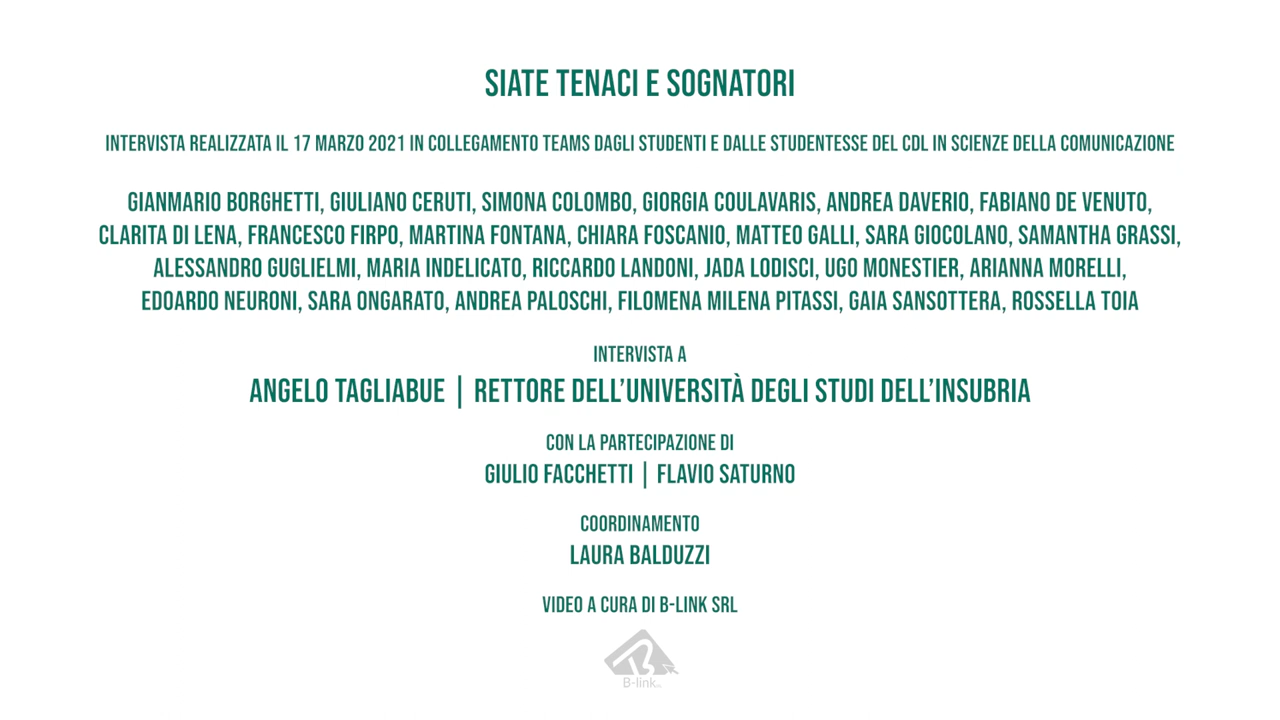 SIATE TENACI E SOGNATORI
INTERVISTA REALIZZATA IL 17 MARZO 2021 IN COLLEGAMENTO TEAMS DAGLI STUDENTI E DALLE STUDENTESSE DEL CDL IN SCIENZE DELLA COMUNICAZIONE
GIANMARIO BORGHETTI, GIULIANO CERUTI, SIMONA COLOMBO, GIORGIA COULAVARIS, ANDREA DAVERIO, FABIANO DE VENUTO,
CLARITA DI LENA, FRANCESCO FIRPO, MARTINA FONTANA, CHIARA FOSCANIO, MATTEO GALLI, SARA GIOCOLANO, SAMANTHA GRASSI,
ALESSANDRO GUGLIELMI, MARIA INDELICATO, RICCARDO LANDONI, JADA LODISCI, UGO MONESTIER, ARIANNA MORELLI,
EDOARDO NEURONI, SARA ONGARATO, ANDREA PALOSCHI, FILOMENA MILENA PITASSI, GAIA SANSOTTERA, ROSSELLA TOIA
INTERVISTA A
ANGELO TAGLIABUE | RETTORE DELL'UNIVERSITÀ DEGLI STUDI DELL'INSUBRIA
CON LA PARTECIPAZIONE DI
GIULIO FACCHETTI | FLAVIO SATURNO
COORDINAMENTO
LAURA BALDUZZI
VIDEO A CURA DI B-LINK SRL
B-link